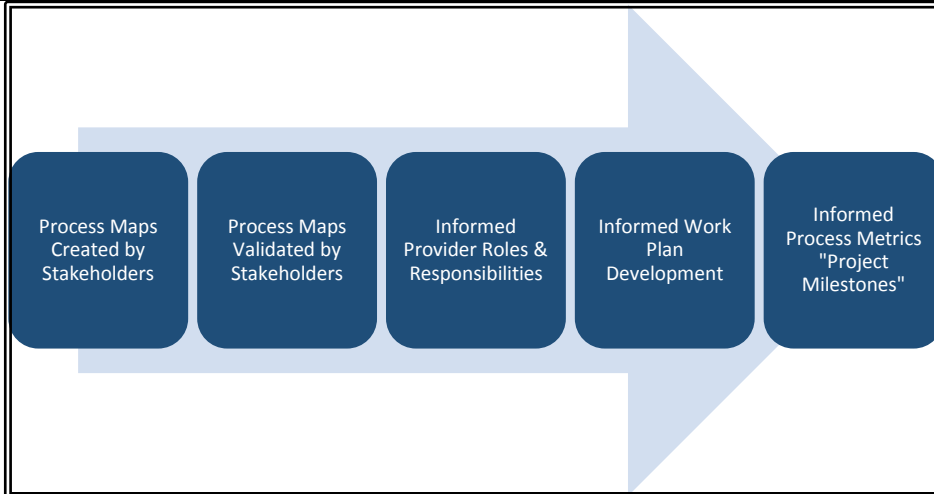 Process Maps
Created by
Stakeholders
Process Maps
Validated by
Stakeholders
Informed
Provider Roles &
Responsibilities
Informed Work
Plan
Development
Informed
Process Metrics
"Project
Milestones"